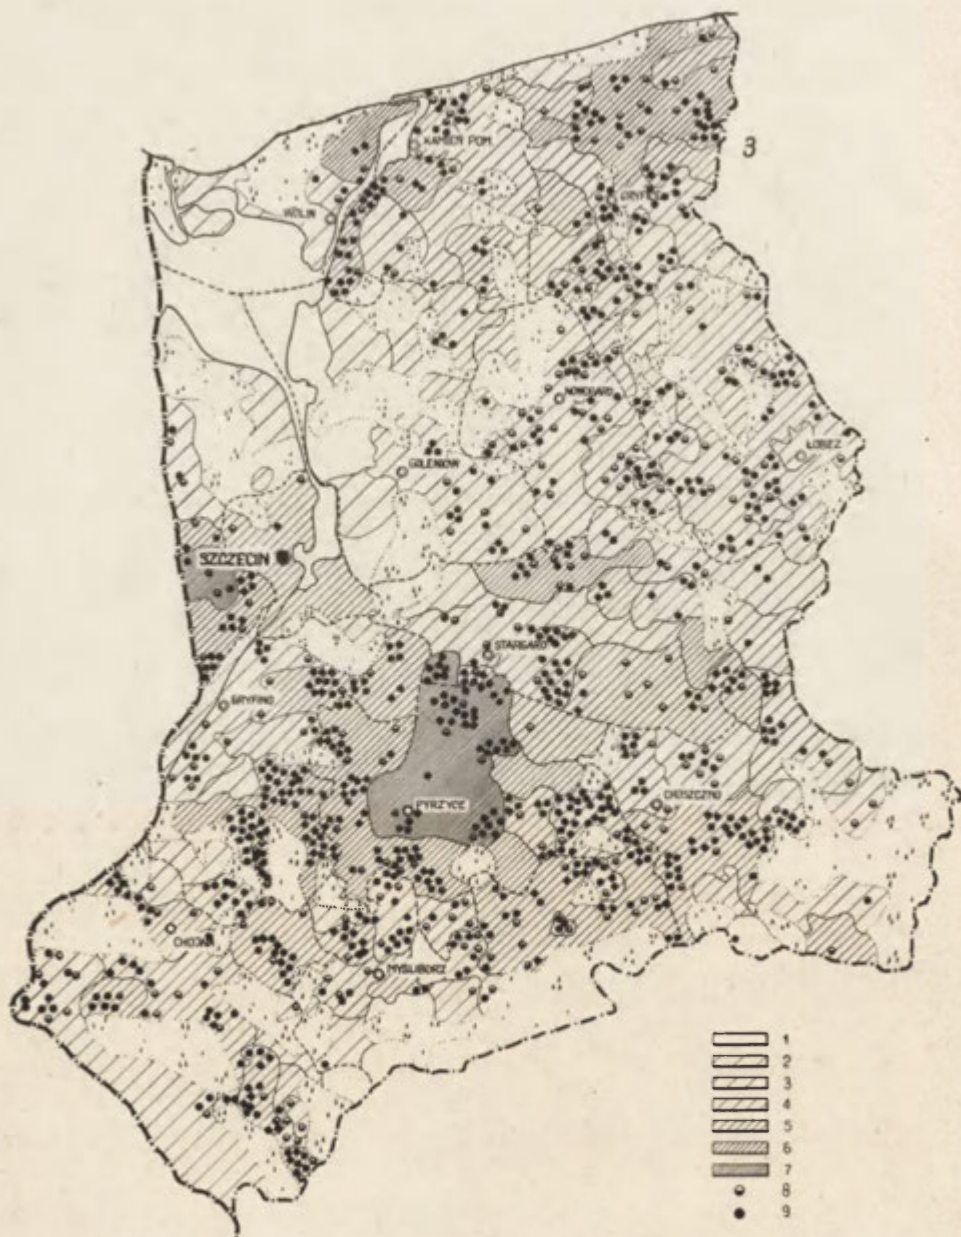 3
KAMIEŃ POM.
WOLIN
GRYFICE
NOWOGARD
ŁOBEZ
GOLENIÓW
SZCZECIN
STARGARD
GRYFINO
PYRZYCE
CHOSZCZNO
CHOJNA
MYŚLIBÓRZ
1
2
3
4
5
6
7
8
9